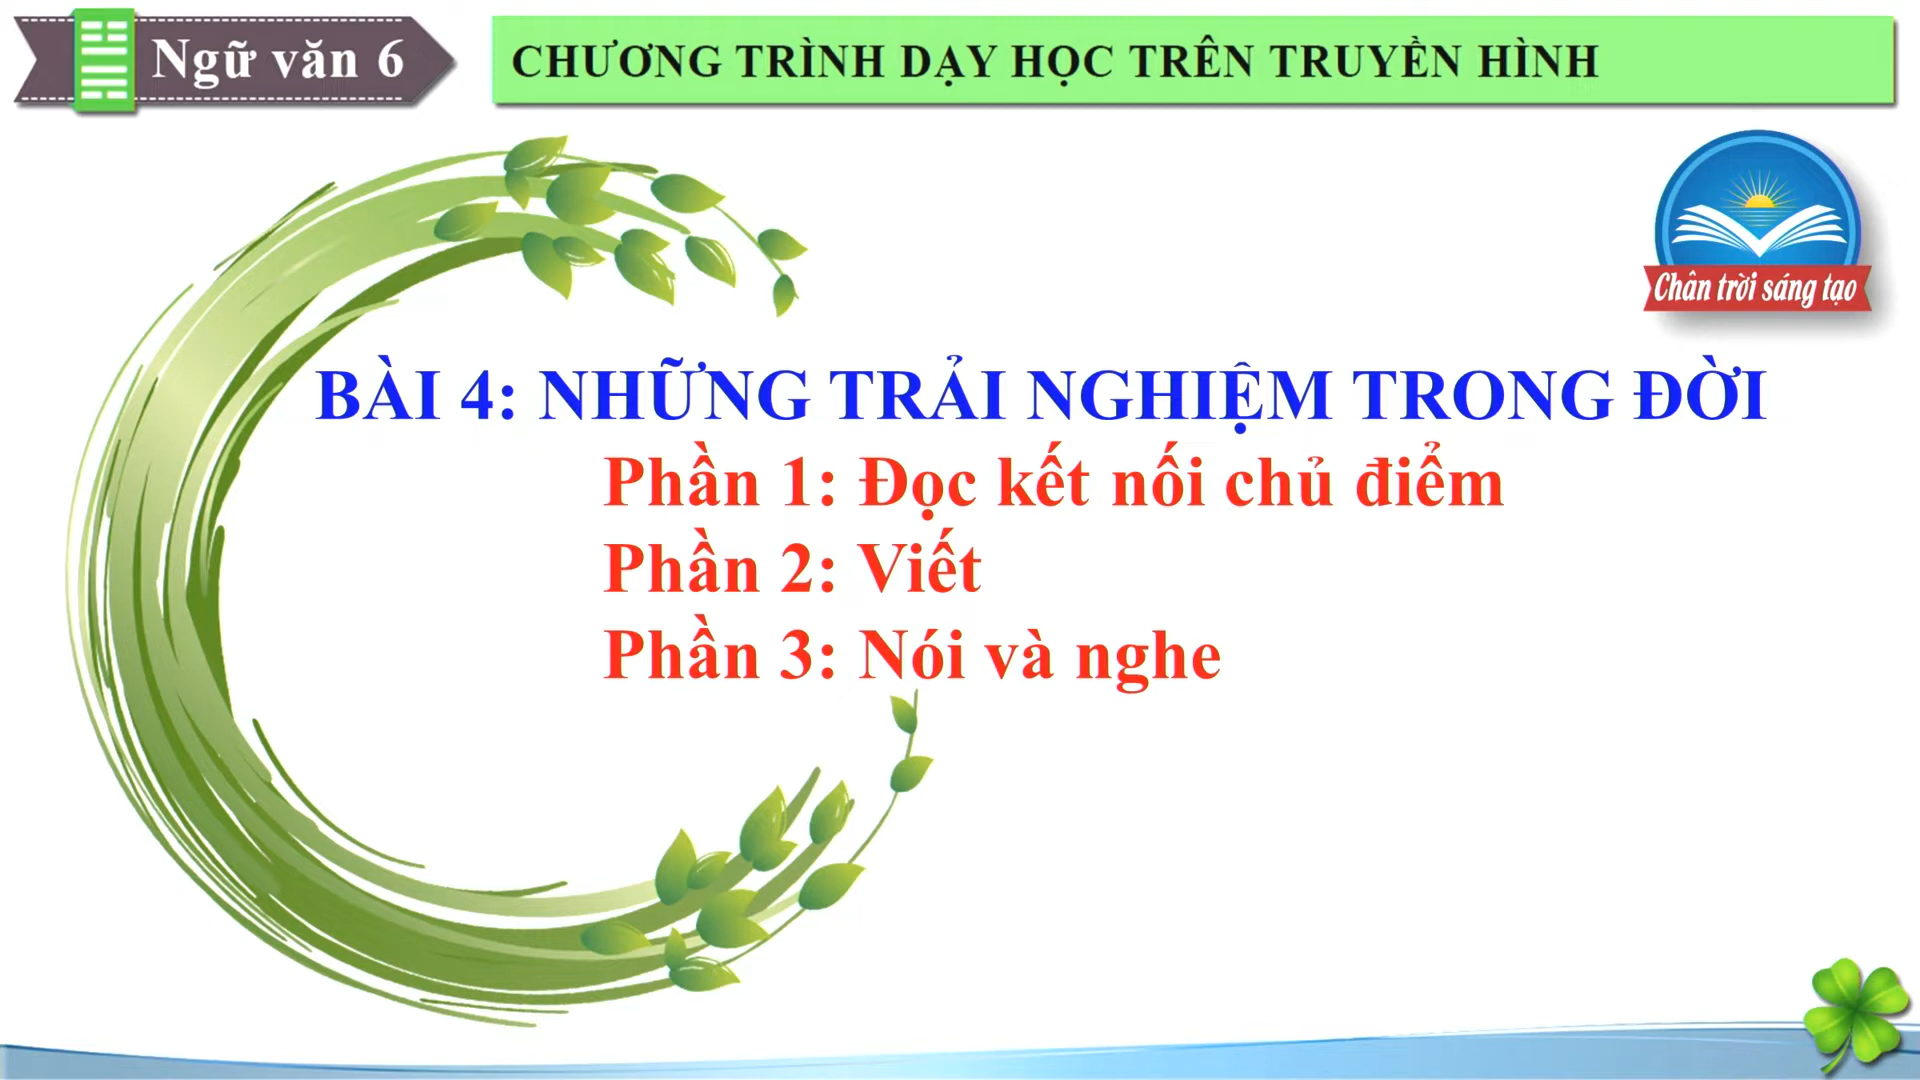 Ngữ văn 6
CHƯƠNG TRÌNH DẠY HỌC TRÊN TRUYỀN HÌNH
Chân trời sáng tạo
BÀI 4: NHỮNG TRẢI NGHIỆM TRONG ĐỜI
Phần 1: Đọc kết nối chủ điểm
Phần 2: Viết
Phần 3: Nói và nghe